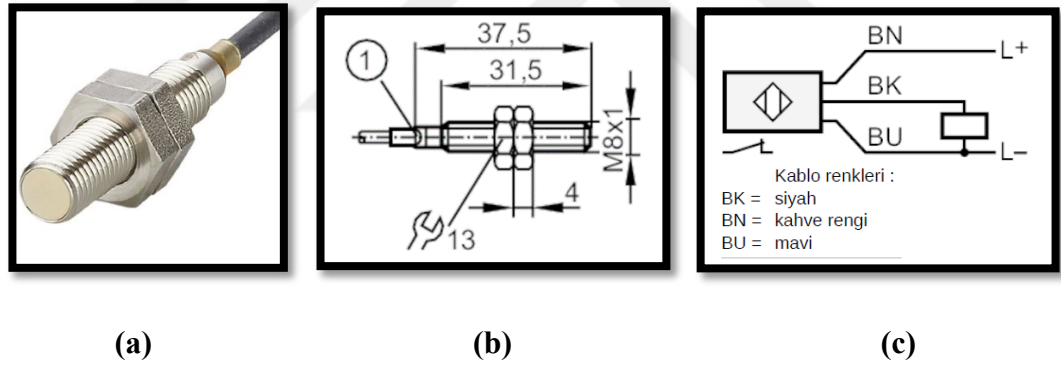 37,5
31,5
1
M8x1
4
13
BN
L+
BK
BU
L−
Kablo renkleri :
BK = siyah
BN = kahve rengi
BU = mavi
(a)
(b)
(c)